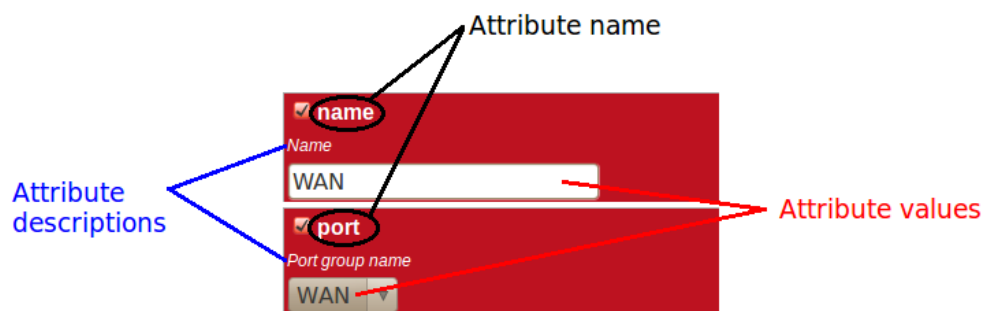 Attribute name
name
Name
WAN
Attribute
descriptions
Attribute values
port
Port group name
WAN